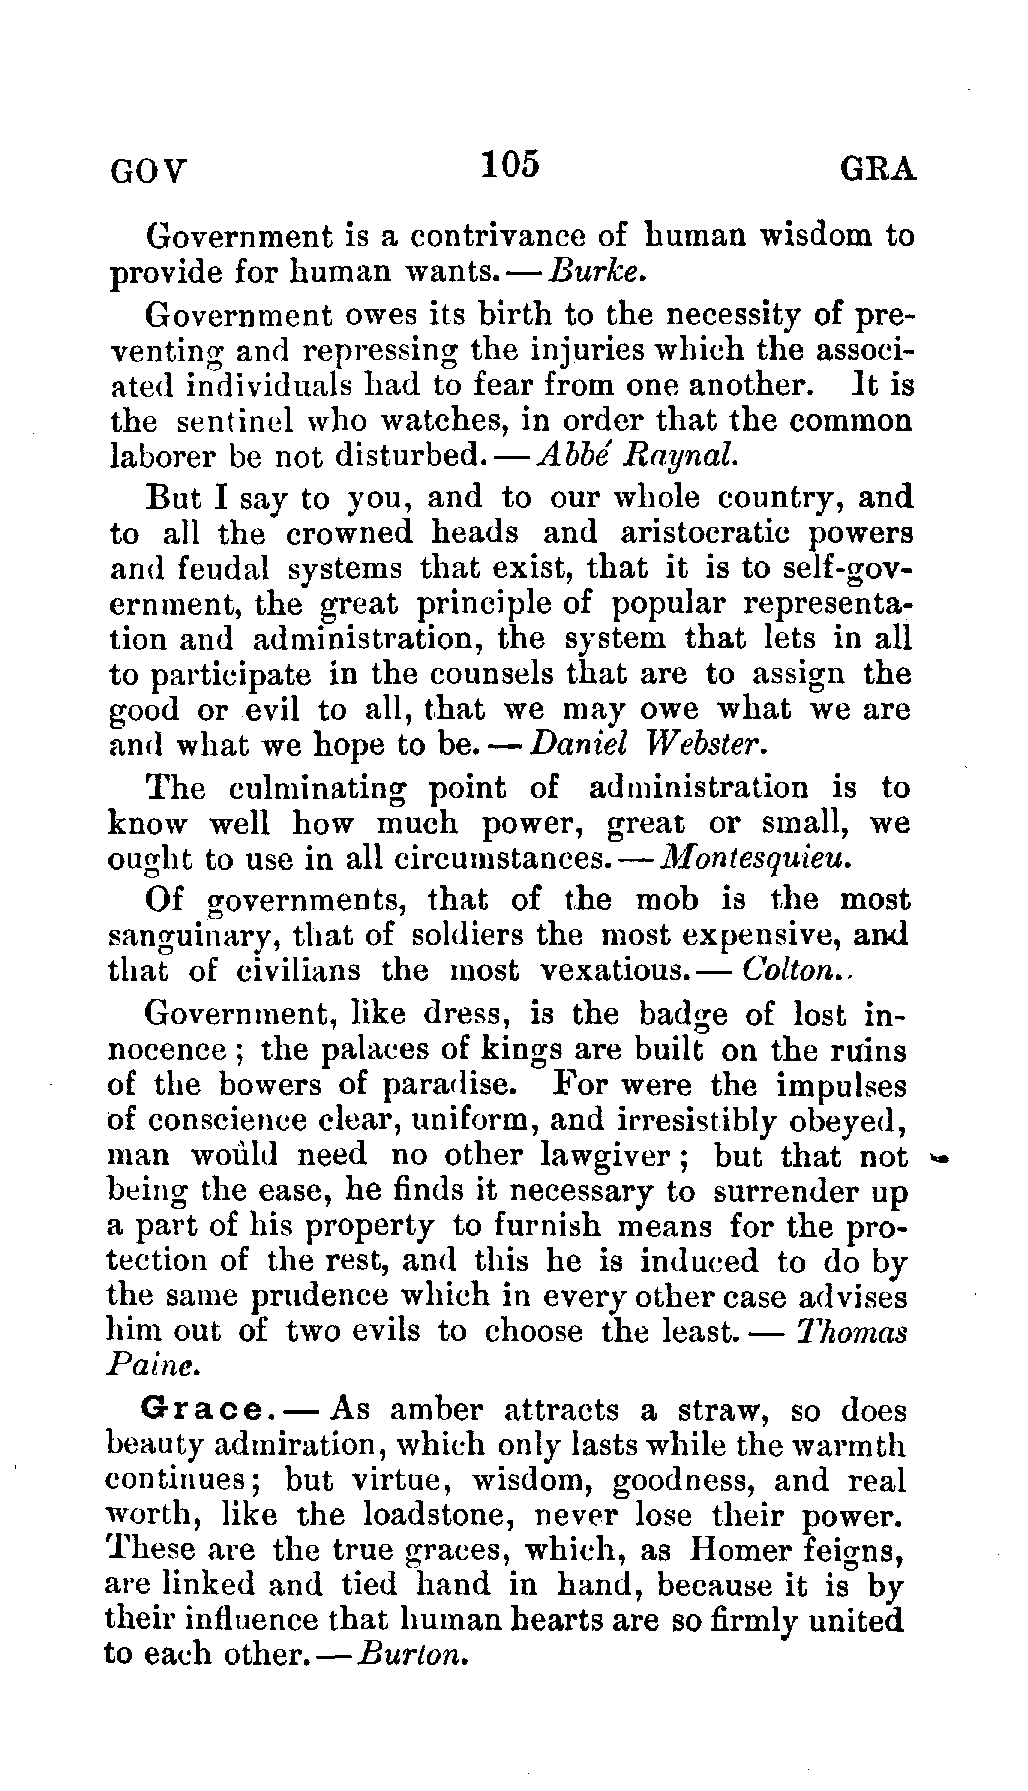 GOV 105 GRA
Government is a contrivance of human wisdom to
provide for human wants. — Burke.
Government owes its birth to the necessity of pre-
venting and repressing the injuries which the associ-
ated individuals had to fear from one another. It is
the sentinel who watches, in order that the common
laborer be not disturbed. — Abbé Raynal.
But I say to you, and to our whole country, and
to all the crowned heads and aristocratic powers
and feudal systems that exist, that it is to self-gov-
ernment, the great principle of popular representa-
tion and administration, the system that lets in all
to participate in the counsels that are to assign the
good or evil to all, that we may owe what we are
and what we hope to be. — Daniel Webster.
The culminating point of administration is to
know well how much power, great or small, we
ought to use in all circumstances. — Montesquieu.
Of governments, that of the mob is the most
sanguinary, that of soldiers the most expensive, and
that of civilians the most vexatious. — Colton.
Government, like dress, is the badge of lost in-
nocence ; the palaces of kings are built on the ruins
of the bowers of paradise. For were the impulses
of conscience clear, uniform, and irresistibly obeyed,
man would need no other lawgiver ; but that not
being the ease, he finds it necessary to surrender up
a part of his property to furnish means for the pro-
tection of the rest, and this he is induced to do by
the same prudence which in every other case advises
him out of two evils to choose the least. — Thomas
Paine.
Grace. — As amber attracts a straw, so does
beauty admiration, which only lasts while the warmth
continues; but virtue, wisdom, goodness, and real
worth, like the loadstone, never lose their power.
These are the true graces, which, as Homer feigns,
are linked and tied hand in hand, because it is by
their influence that human hearts are so firmly united
to each other. — Burton.